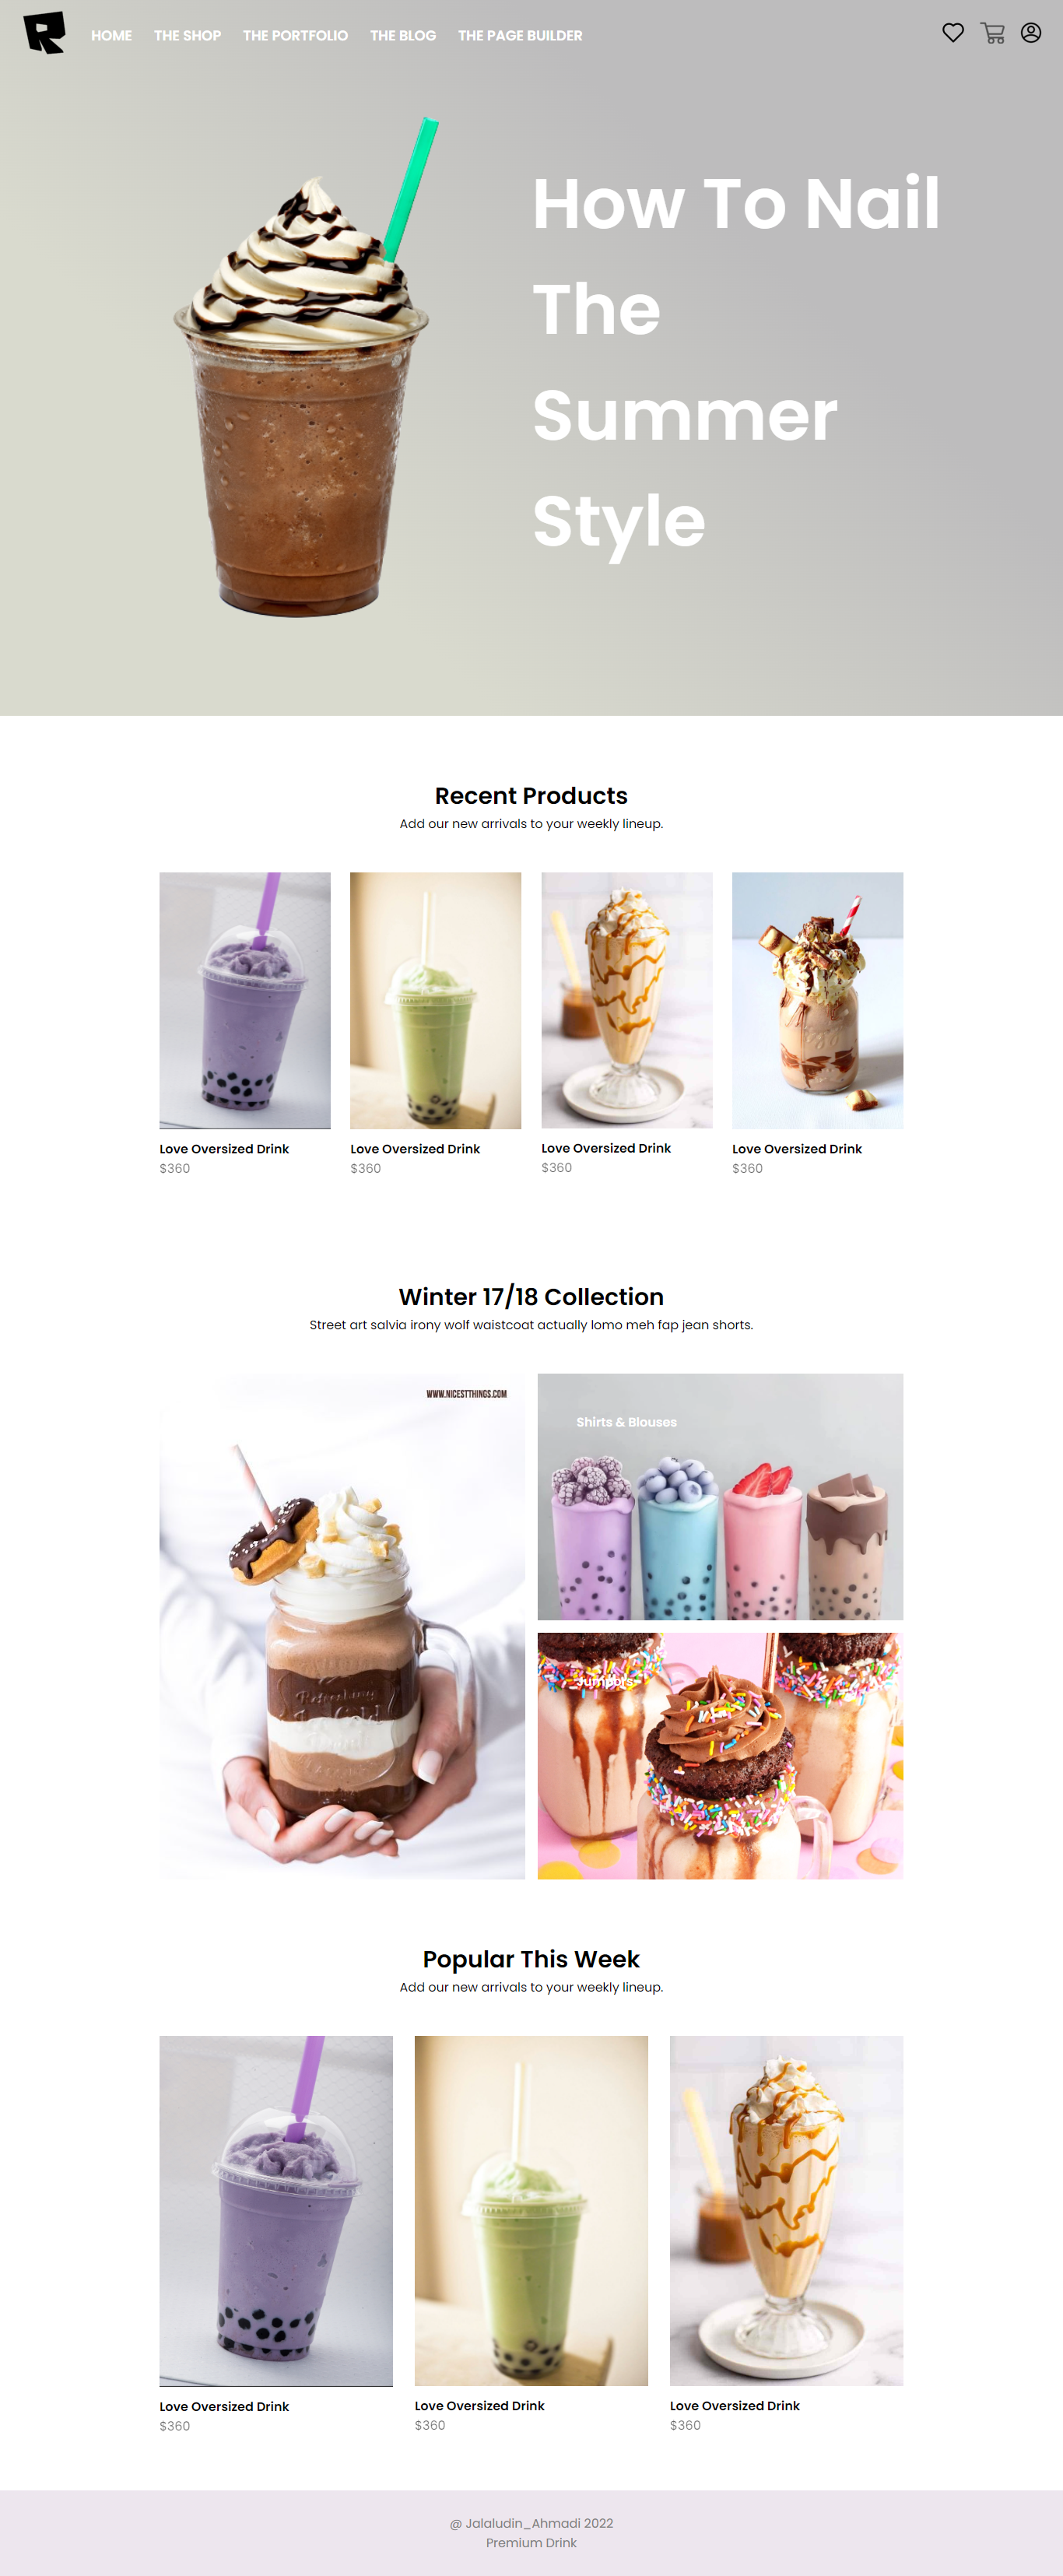 HOME THE SHOP THE PORTFOLIO THE BLOG THE PAGE BUILDER
How To Nail
The
Summer
Style
Recent Products
Add our new arrivals to your weekly lineup.
Love Oversized Drink
$360
Love Oversized Drink
$360
Love Oversized Drink
$360
Love Oversized Drink
$360
Winter 17/18 Collection
Street art salvia irony wolf waistcoat actually lomo meh fap jean shorts.
WWW.NICESTTHINGS.COM
Shirts & Blouses
Jumpors
Popular This Week
Add our new arrivals to your weekly lineup.
Love Oversized Drink
$360
Love Oversized Drink
$360
Love Oversized Drink
$360
@ Jalaludin_Ahmadi 2022
Premium Drink